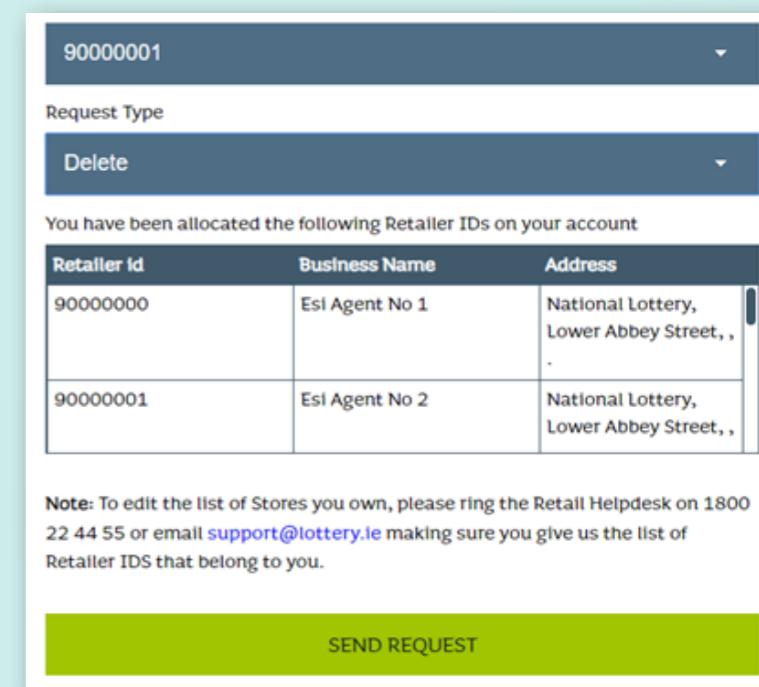 90000001
Request Type
Delete
You have been allocated the following Retailer IDs on your account
Retailer id Business Name Address
90000000 Esi Agent No 1 National Lottery,
Lower Abbey Street, ,
.
90000001 Esi Agent No 2 National Lottery,
Lower Abbey Street, ,
Note: To edit the list of Stores you own, please ring the Retail Helpdesk on 1800
22 44 55 or email support@lottery.ie making sure you give us the list of
Retailer IDS that belong to you.
SEND REQUEST